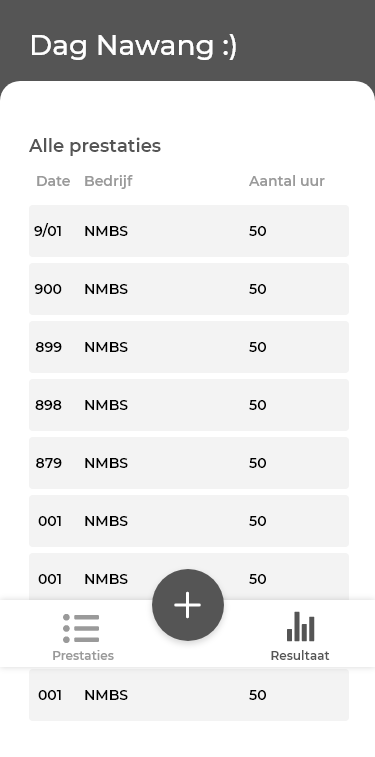 Dag Nawang :)
Alle prestaties
Date Bedrijf Aantal uur
9/01 NMBS 50
900 NMBS 50
899 NMBS 50
898 NMBS 50
879 NMBS 50
001 NMBS 50
001 NMBS 50
Prestaties Resultaat
001 NMBS 50